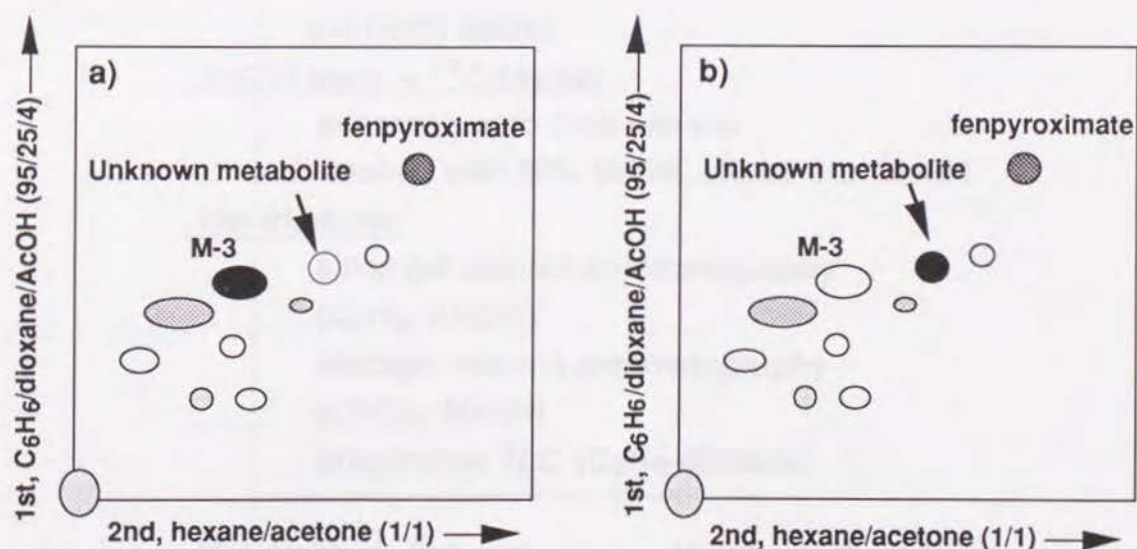 a)
fenpyroximate
Unknown metabolite
M-3
1st, C₆H₆/dioxane/AcOH (95/25/4)
2nd, hexane/acetone (1/1)
b)
fenpyroximate
Unknown metabolite
M-3
1st, C₆H₆/dioxane/AcOH (95/25/4)
2nd, hexane/acetone (1/1)